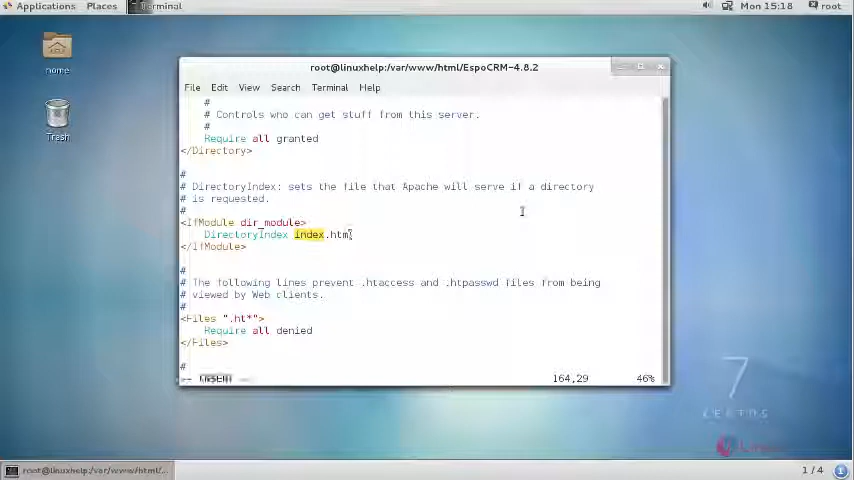 Applications Places Terminal Mon 15:18 root
home
Trash
root@linuxhelp:/var/www/html/EspoCRM-4.8.2
File Edit View Search Terminal Help
#
# Controls who can get stuff from this server.
#
Require all granted
</Directory>
#
# DirectoryIndex: sets the file that Apache will serve if a directory
# is requested.
#
<IfModule dir_module>
DirectoryIndex index.html
</IfModule>
#
# The following lines prevent .htaccess and .htpasswd files from being
# viewed by Web clients.
#
<Files ".ht*">
Require all denied
</Files>
#
-- INSERT -- 164,29 46%
7
CENTOS
root@linuxhelp:/var/www/html/... 1 / 4 1